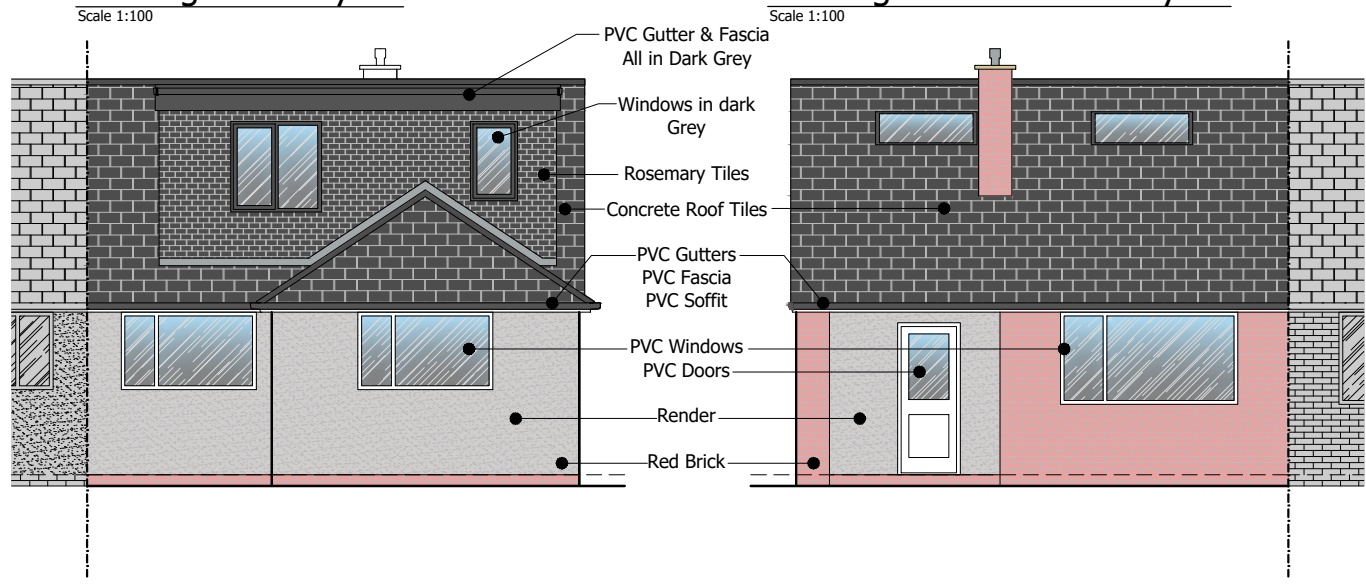 Scale 1:100
Scale 1:100
PVC Gutter & Fascia
All in Dark Grey
Windows in dark
Grey
Rosemary Tiles
Concrete Roof Tiles
PVC Gutters
PVC Fascia
PVC Soffit
PVC Windows
PVC Doors
Render
Red Brick